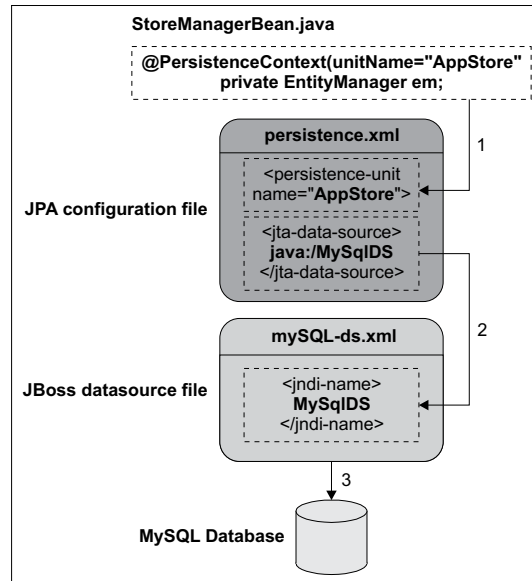 StoreManagerBean.java
@PersistenceContext(unitName="AppStore"
private EntityManager em;
1
persistence.xml
<persistence-unit
name="AppStore">
JPA configuration file
<jta-data-source>
java:/MySqlDS
</jta-data-source>
2
mySQL-ds.xml
JBoss datasource file
<jndi-name>
MySqlDS
</jndi-name>
3
MySQL Database